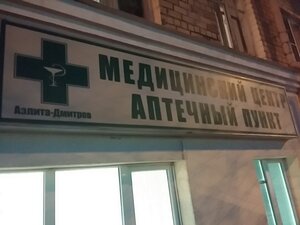 МЕДИЦИНСКИЙ ЦЕНТР
АПТЕЧНЫЙ ПУНКТ
Аэлита-Дмитров